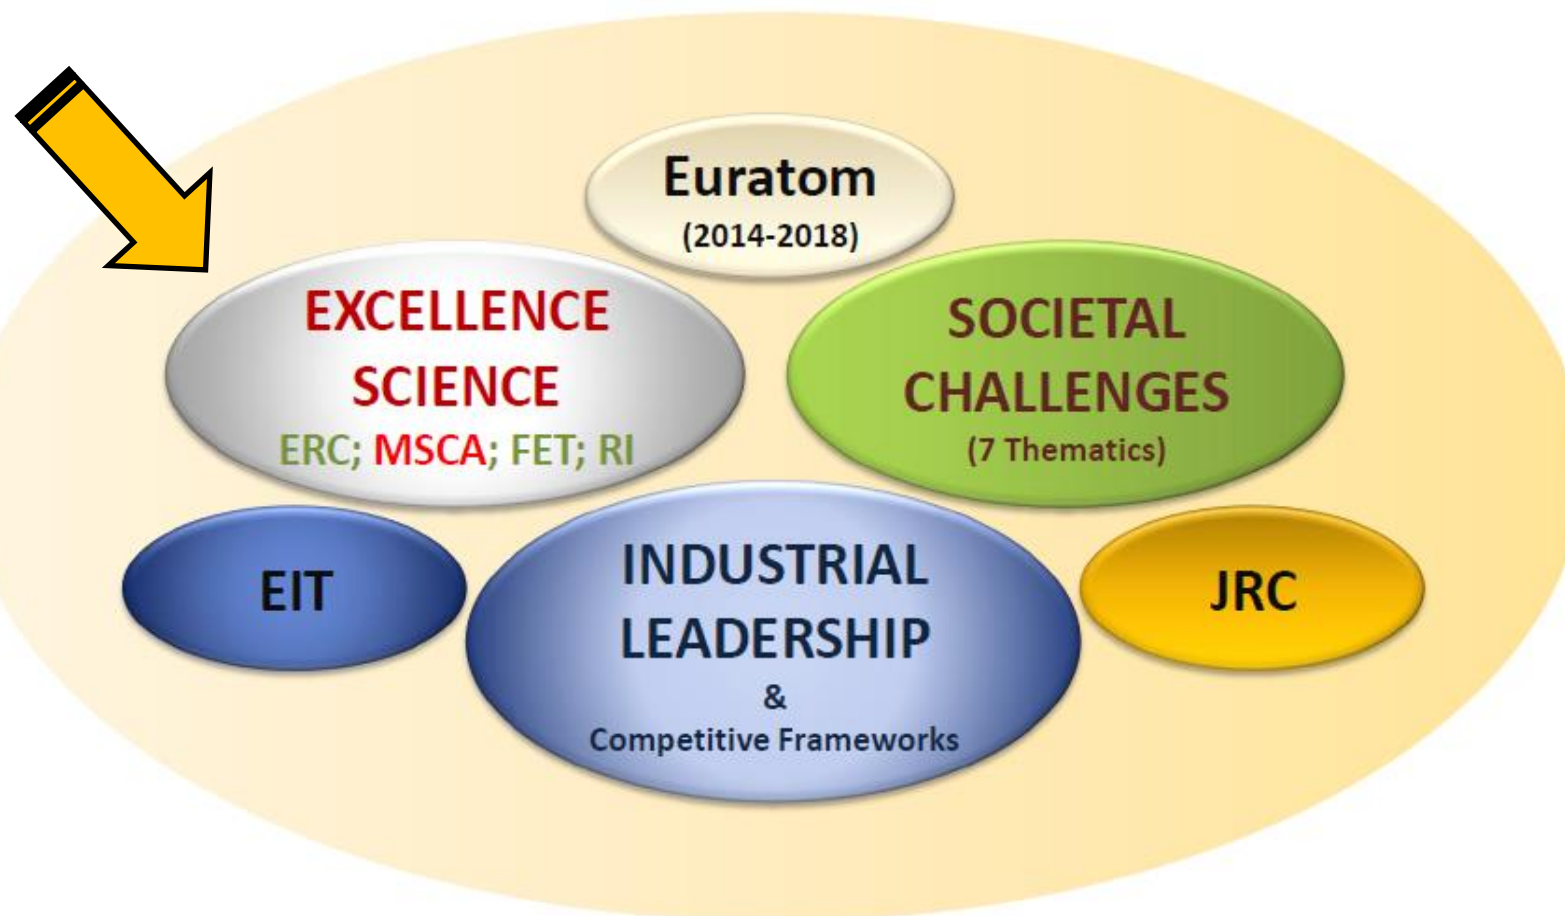 Euratom
(2014-2018)
EXCELLENCE
SCIENCE
ERC; MSCA; FET; RI
SOCIETAL
CHALLENGES
(7 Thematics)
EIT
INDUSTRIAL
LEADERSHIP
&
Competitive Frameworks
JRC